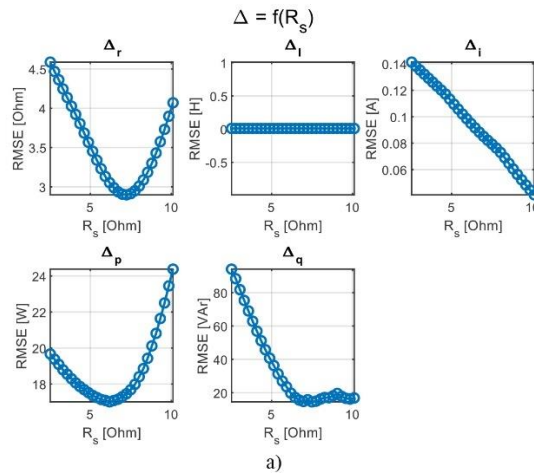 Δ = f(R_s)
Δ_r
Δ_l
Δ_i
RMSE [Ohm]
4.5
4
3.5
3
5
10
R_s [Ohm]
RMSE [H]
1
0.5
0
-0.5
5
10
R_s [Ohm]
RMSE [A]
0.14
0.12
0.1
0.08
0.06
5
10
R_s [Ohm]
Δ_p
Δ_q
RMSE [W]
24
22
20
18
5
10
R_s [Ohm]
RMSE [VAr]
80
60
40
20
5
10
R_s [Ohm]
a)